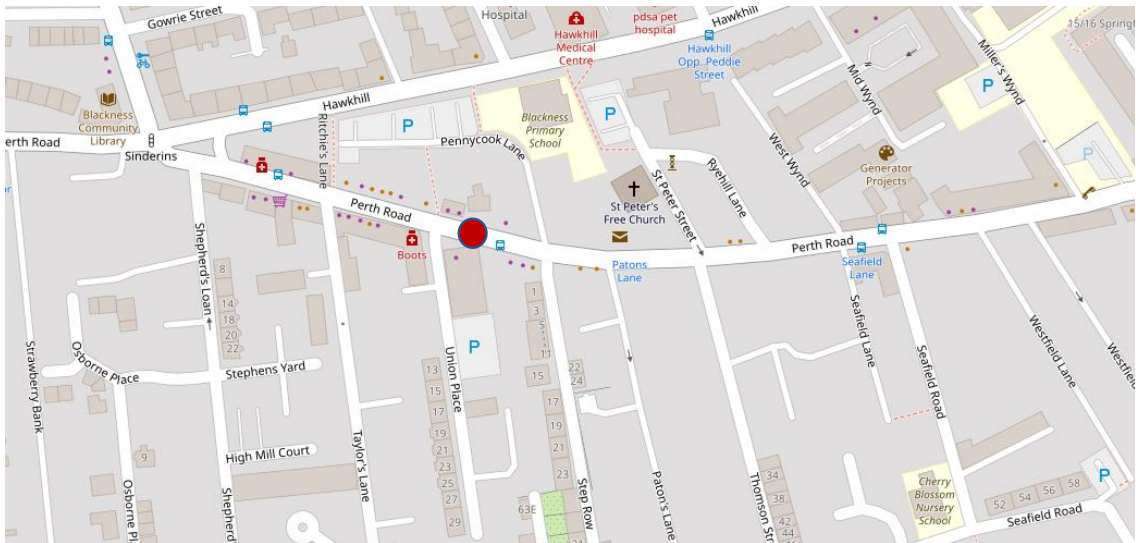 Gowrie Street
Hospital
pdsa pet
hospital
Hawkhill
15/16 Springf
Hawkhill
Medical
Centre
Hawkhill
Opp. Peddie
Street
Mid Wynd
Miller's Wynd
P
Blackness
Community
Library
Hawkhill
Ritchie's Lane
P
Blackness
Primary
School
P
P
erth Road
Sinderins
Pennycook Lane
West Wynd
Generator
Projects
Ryehill Lane
St Peter's
Free Church
St Peter Street
Perth Road
Boots
Patons
Lane
Perth Road
Seafield
Lane
Shepherd's Loan
8
14
18
20
22
1
3
5
11
15
22
24
Strawberry Bank
Osborne Place
Stephens Yard
Union Place
P
13
15
17
19
21
23
25
27
29
17
19
21
23
Seafield Lane
Seafield Road
Westfield Lane
Westfield
High Mill Court
9
Taylor's Lane
Osborne Pl
Shepherd'
63E
Step Row
Paton's Lane
Thomson Str
34
38
42
44
Cherry
Blossom
Nursery
School
52
54
56
58
P
Seafield Road